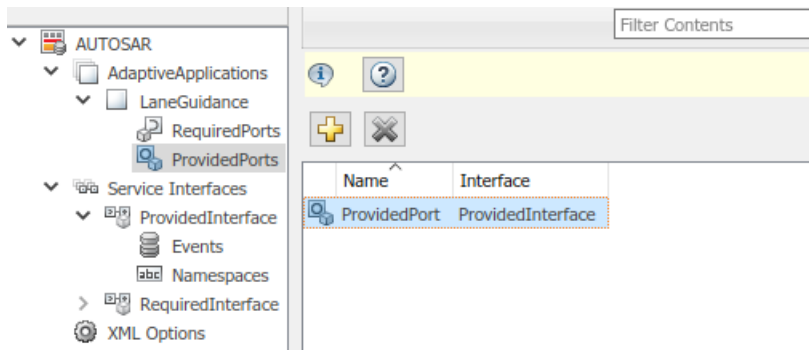 Filter Contents
AUTOSAR
AdaptiveApplications
LaneGuidance
RequiredPorts
ProvidedPorts
Service Interfaces
ProvidedInterface
Events
abc Namespaces
RequiredInterface
XML Options
Name Interface
ProvidedPort ProvidedInterface